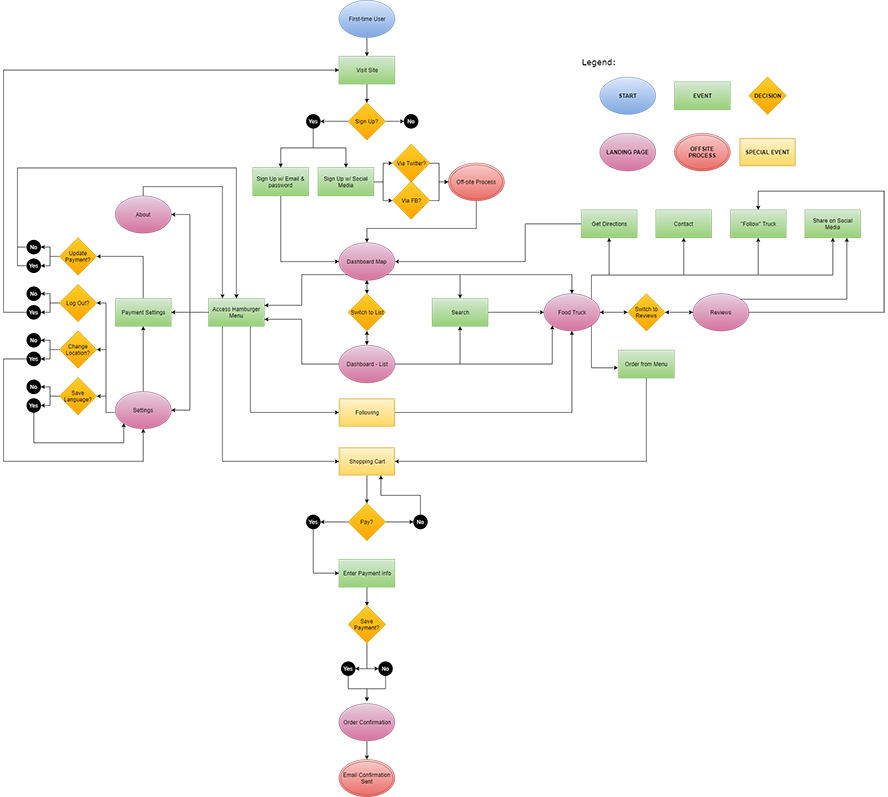 First-time User
Legend:
Visit Site
START
EVENT
DECISION
Yes
Sign Up?
No
LANDING PAGE
OFFSITE
PROCESS
SPECIAL EVENT
Sign Up w/ Email &
password
Sign Up w/ Social
Media
Via Twitter?
Via FB?
Off-site Process
About
Get Directions
Contact
"Follow" Truck
Share on Social
Media
No
Yes
Update
Payment?
Dashboard Map
No
Yes
Log Out?
Payment Settings
Access Hamburger
Menu
Switch to List
Search
Food Truck
Switch to
Reviews
Reviews
No
Yes
Change
Location?
Dashboard - List
Order from Menu
No
Yes
Save
Language?
Settings
Following
Shopping Cart
Yes
Pay?
No
Enter Payment Info
Save
Payment?
Yes
No
Order Confirmation
Email Confirmation
Sent